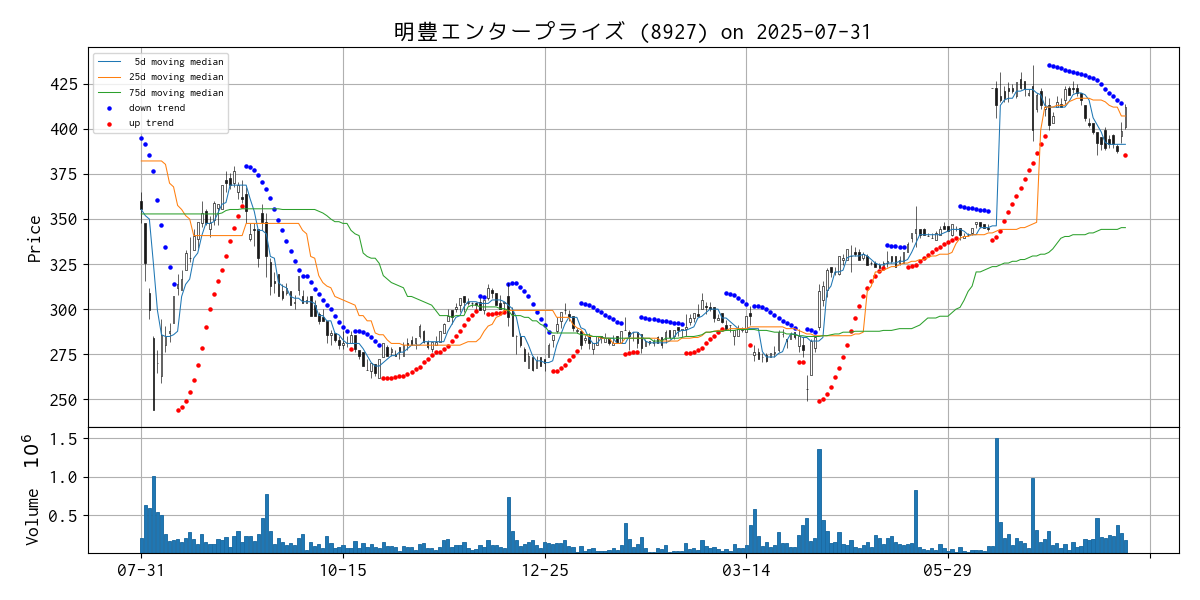 明豊エンタープライズ (8927) on 2025-07-31
5d moving median
25d moving median
75d moving median
down trend
up trend
Price
425
400
375
350
325
300
275
250
Volume 10^6
1.5
1.0
0.5
07-31
10-15
12-25
03-14
05-29